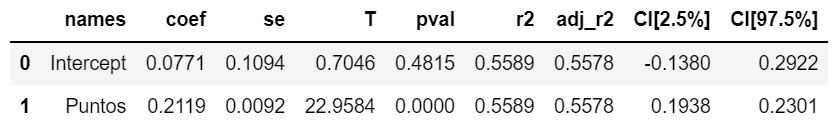 names coef se T pval r2 adj_r2 CI[2.5%] CI[97.5%]
0 Intercept 0.0771 0.1094 0.7046 0.4815 0.5589 0.5578 -0.1380 0.2922
1 Puntos 0.2119 0.0092 22.9584 0.0000 0.5589 0.5578 0.1938 0.2301